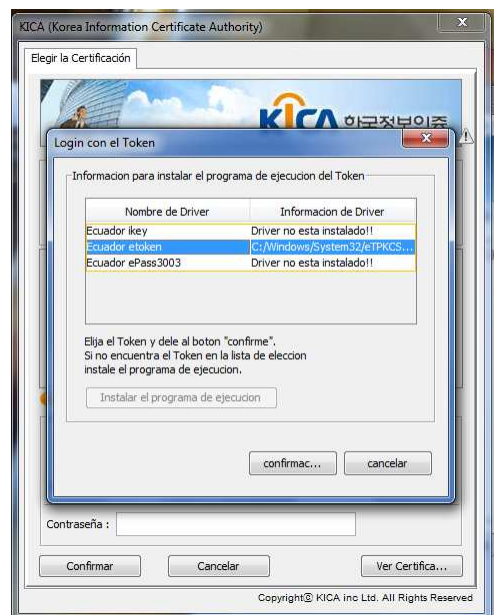 KICA (Korea Information Certificate Authority)
Elegir la Certificación
KICA 한국정보인증
Login con el Token
Informacion para instalar el programa de ejecucion del Token
Nombre de Driver Informacion de Driver
Ecuador ikey Driver no esta instalado!!
Ecuador etoken C:/Windows/System32/eTPKCS...
Ecuador ePass3003 Driver no esta instalado!!
Elija el Token y dele al boton "confirme".
Si no encuentra el Token en la lista de eleccion
instale el programa de ejecucion.
Instalar el programa de ejecucion
confirmac... cancelar
Contraseña :
Confirmar Cancelar Ver Certifica...
Copyright© KICA inc Ltd. All Rights Reserved